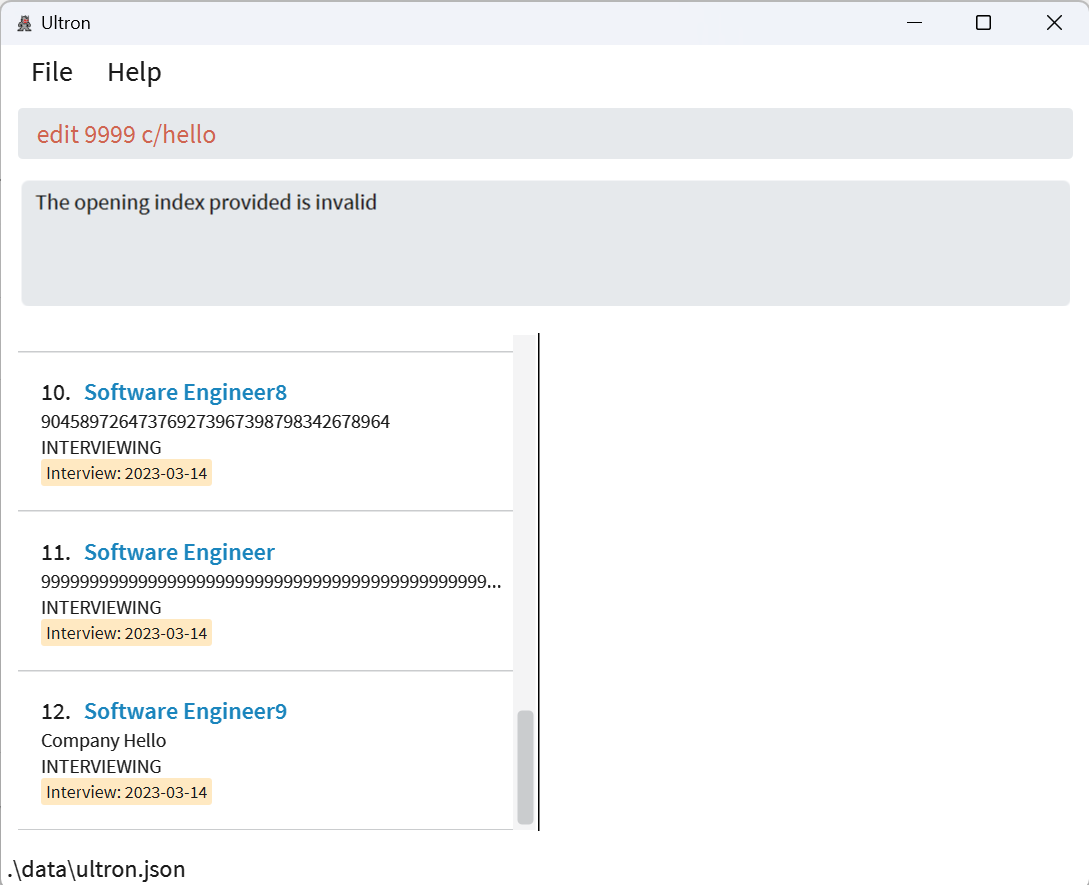 Ultron
File Help
edit 9999 c/hello
The opening index provided is invalid
10. Software Engineer8
904589726473769273967398798342678964
INTERVIEWING
Interview: 2023-03-14
11. Software Engineer
9999999999999999999999999999999999999999999999...
INTERVIEWING
Interview: 2023-03-14
12. Software Engineer9
Company Hello
INTERVIEWING
Interview: 2023-03-14
.\data\ultron.json